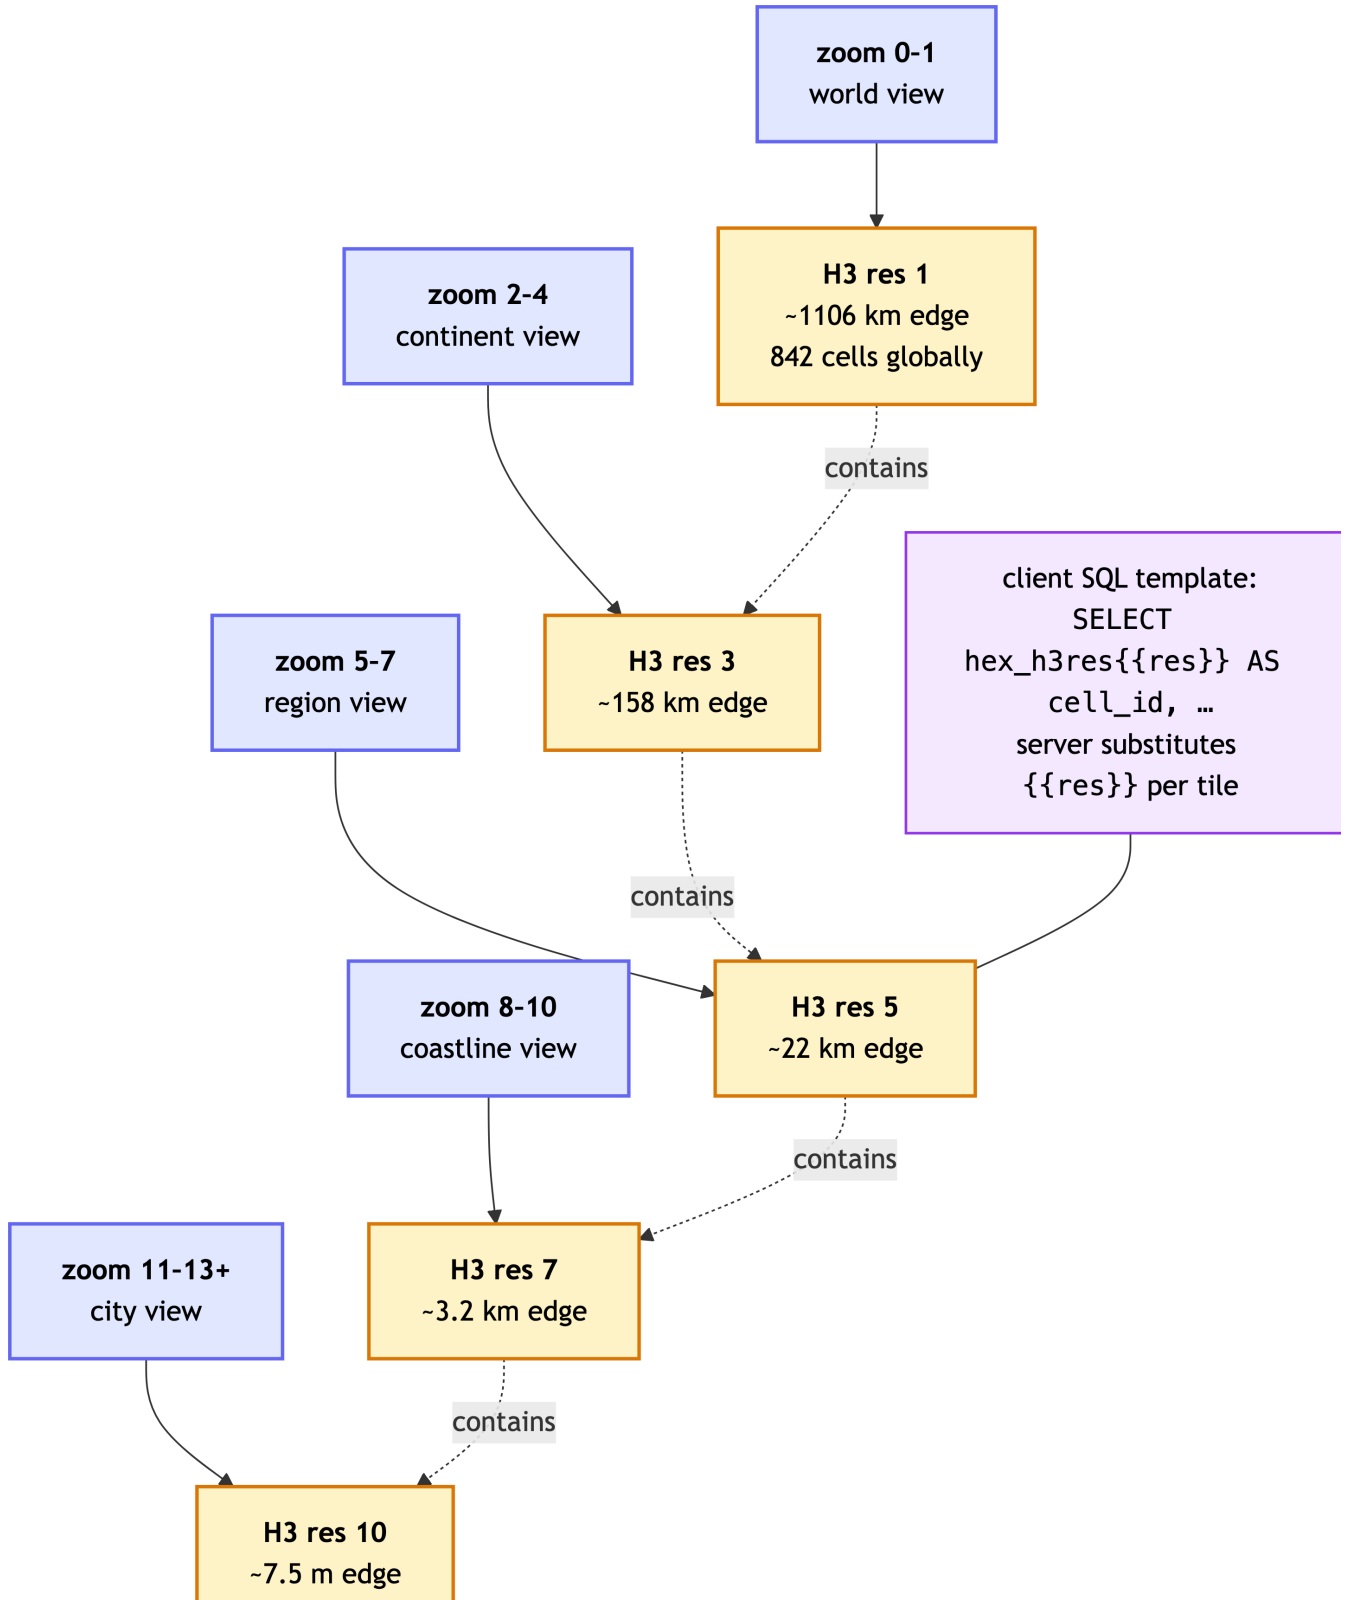 zoom 0–1
world view
H3 res 1
~1106 km edge
842 cells globally
zoom 2–4
continent view
contains
client SQL template:
SELECT
hex_h3res{{res}} AS
cell_id, …
server substitutes
{{res}} per tile
zoom 5–7
region view
H3 res 3
~158 km edge
contains
zoom 8–10
coastline view
H3 res 5
~22 km edge
contains
zoom 11–13+
city view
H3 res 7
~3.2 km edge
contains
H3 res 10
~7.5 m edge